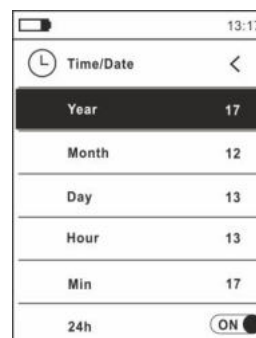 13:17
Time/Date <
Year 17
Month 12
Day 13
Hour 13
Min 17
24h ON